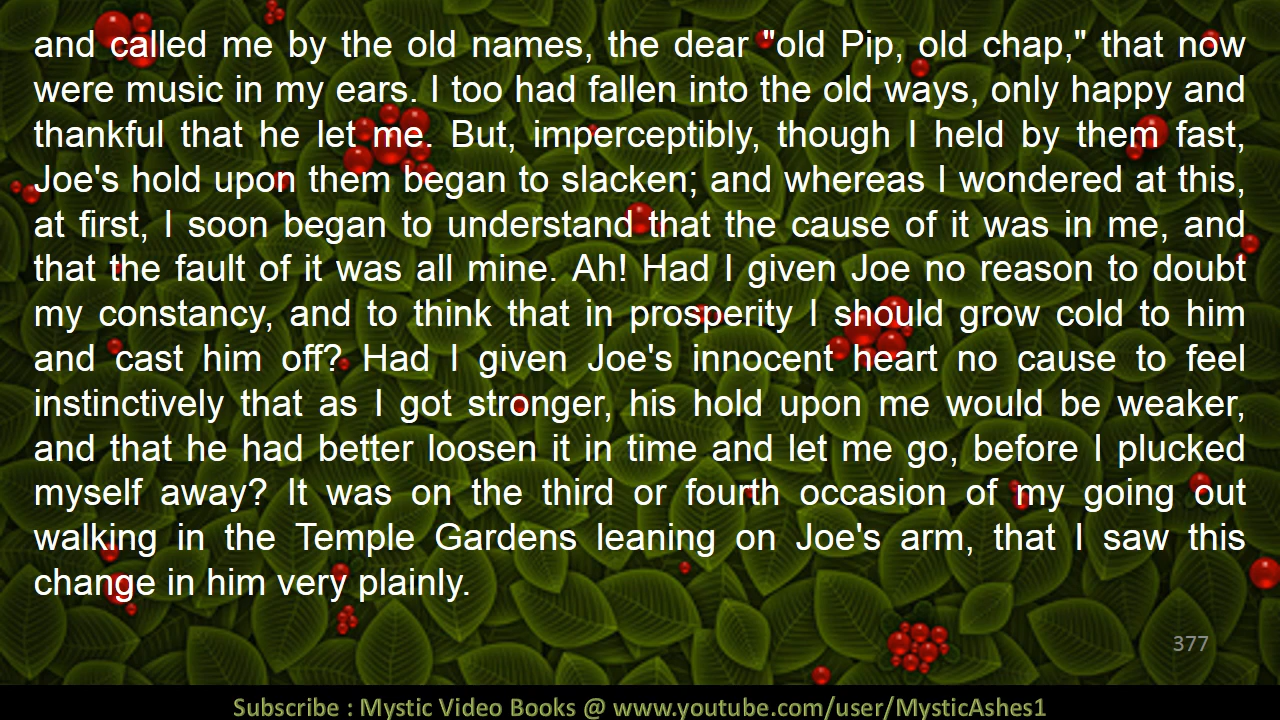 and called me by the old names, the dear "old Pip, old chap," that now
were music in my ears. I too had fallen into the old ways, only happy and
thankful that he let me. But, imperceptibly, though I held by them fast,
Joe's hold upon them began to slacken; and whereas I wondered at this,
at first, I soon began to understand that the cause of it was in me, and
that the fault of it was all mine. Ah! Had I given Joe no reason to doubt
my constancy, and to think that in prosperity I should grow cold to him
and cast him off? Had I given Joe's innocent heart no cause to feel
instinctively that as I got stronger, his hold upon me would be weaker,
and that he had better loosen it in time and let me go, before I plucked
myself away? It was on the third or fourth occasion of my going out
walking in the Temple Gardens leaning on Joe's arm, that I saw this
change in him very plainly.
377
Subscribe : Mystic Video Books @ www.youtube.com/user/MysticAshes1